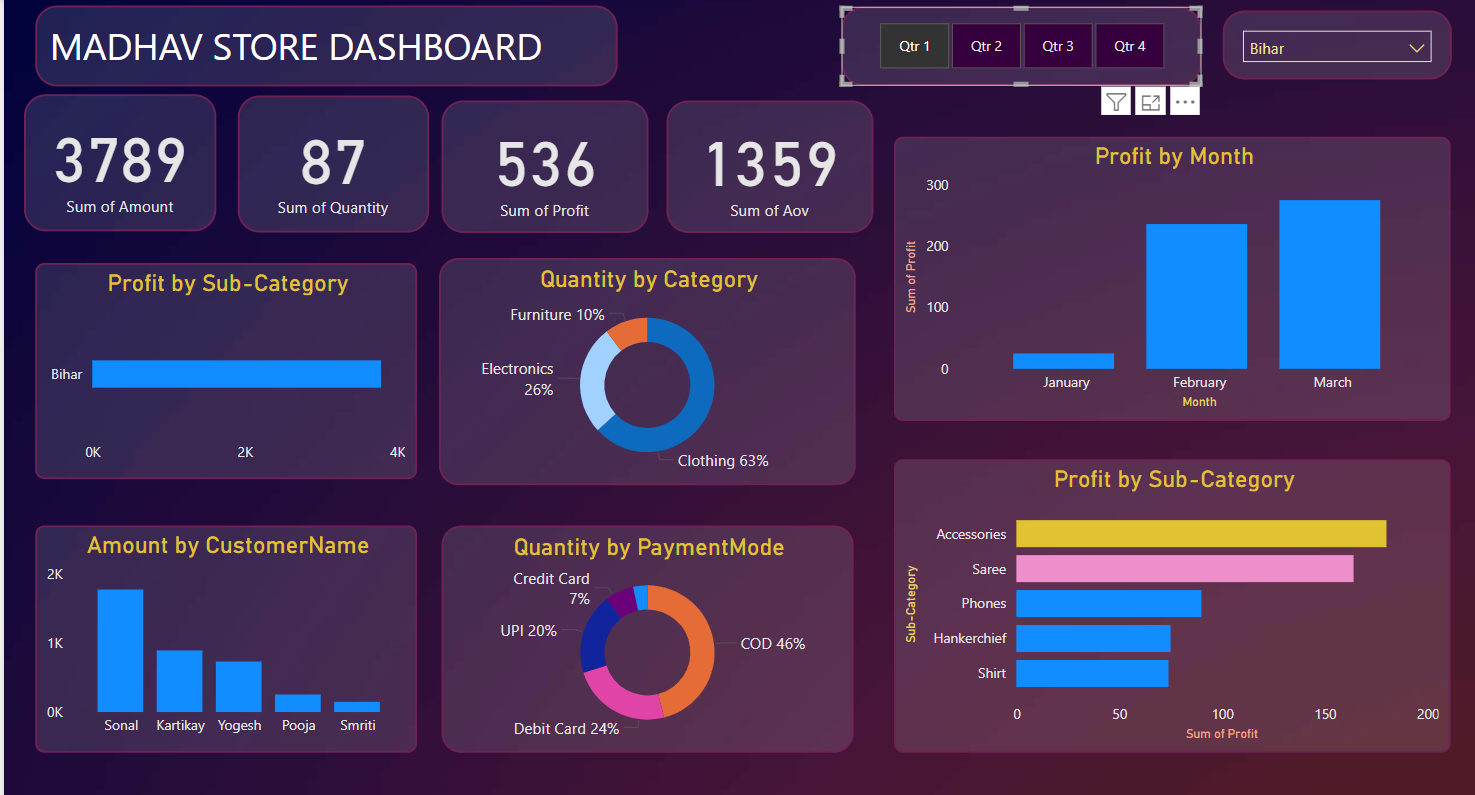 MADHAV STORE DASHBOARD
Qtr 1
Qtr 2
Qtr 3
Qtr 4
Bihar
3789
Sum of Amount
87
Sum of Quantity
536
Sum of Profit
1359
Sum of Aov
Profit by Month
Sum of Profit
300
200
100
0
January
February
March
Month
Profit by Sub-Category
Bihar
0K
2K
4K
Quantity by Category
Furniture 10%
Electronics
26%
Clothing 63%
Amount by CustomerName
2K
1K
0K
Sonal
Kartikay
Yogesh
Pooja
Smriti
Quantity by PaymentMode
Credit Card
7%
UPI 20%
COD 46%
Debit Card 24%
Profit by Sub-Category
Sub-Category
Accessories
Saree
Phones
Hankerchief
Shirt
0
50
100
150
200
Sum of Profit